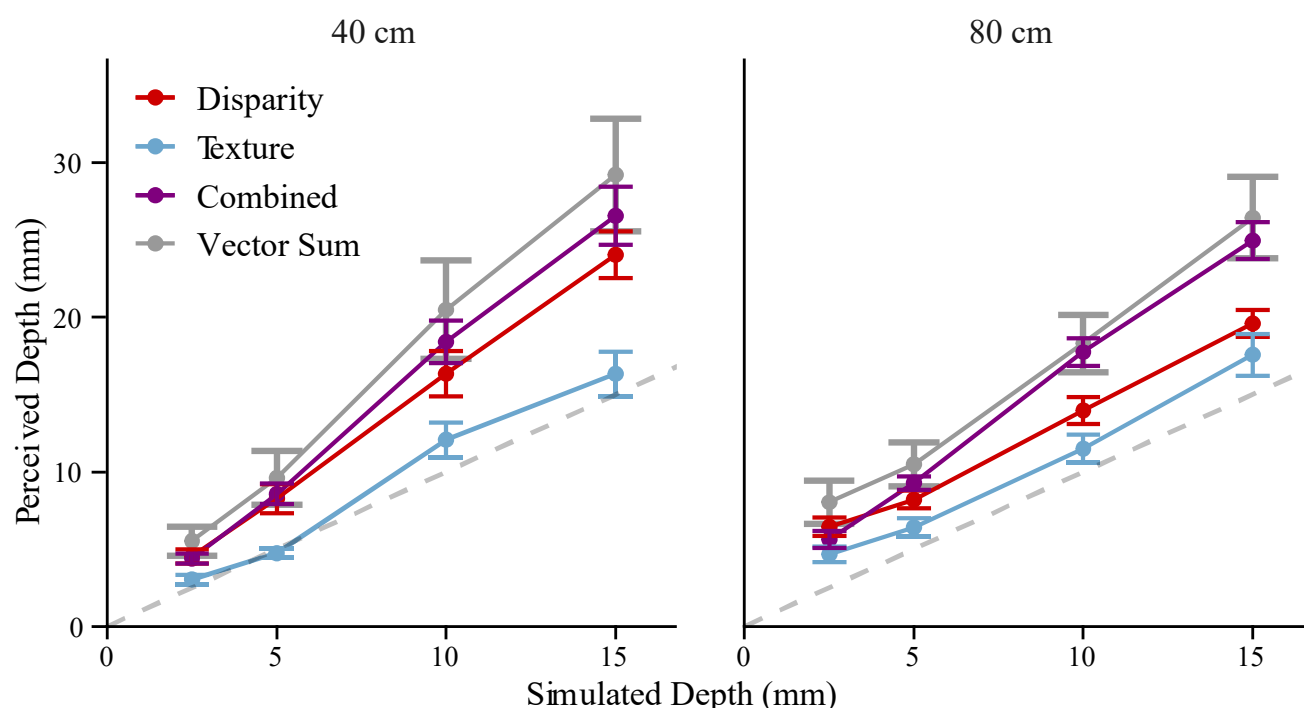 40 cm
80 cm
Disparity
Texture
Combined
Vector Sum
Perceived Depth (mm)
30
20
10
0
0 5 10 15
0 5 10 15
Simulated Depth (mm)